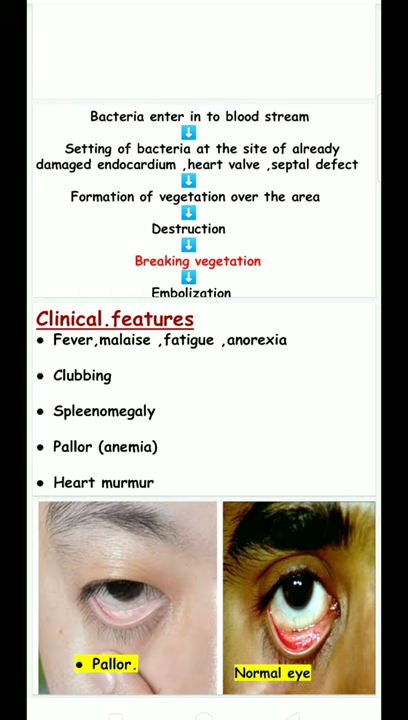 Bacteria enter in to blood stream
Setting of bacteria at the site of already
damaged endocardium ,heart valve ,septal defect
Formation of vegetation over the area
Destruction
Breaking vegetation
Embolization
Clinical.features
● Fever,malaise ,fatigue ,anorexia
● Clubbing
● Spleenomegaly
● Pallor (anemia)
● Heart murmur
● Pallor.
Normal eye